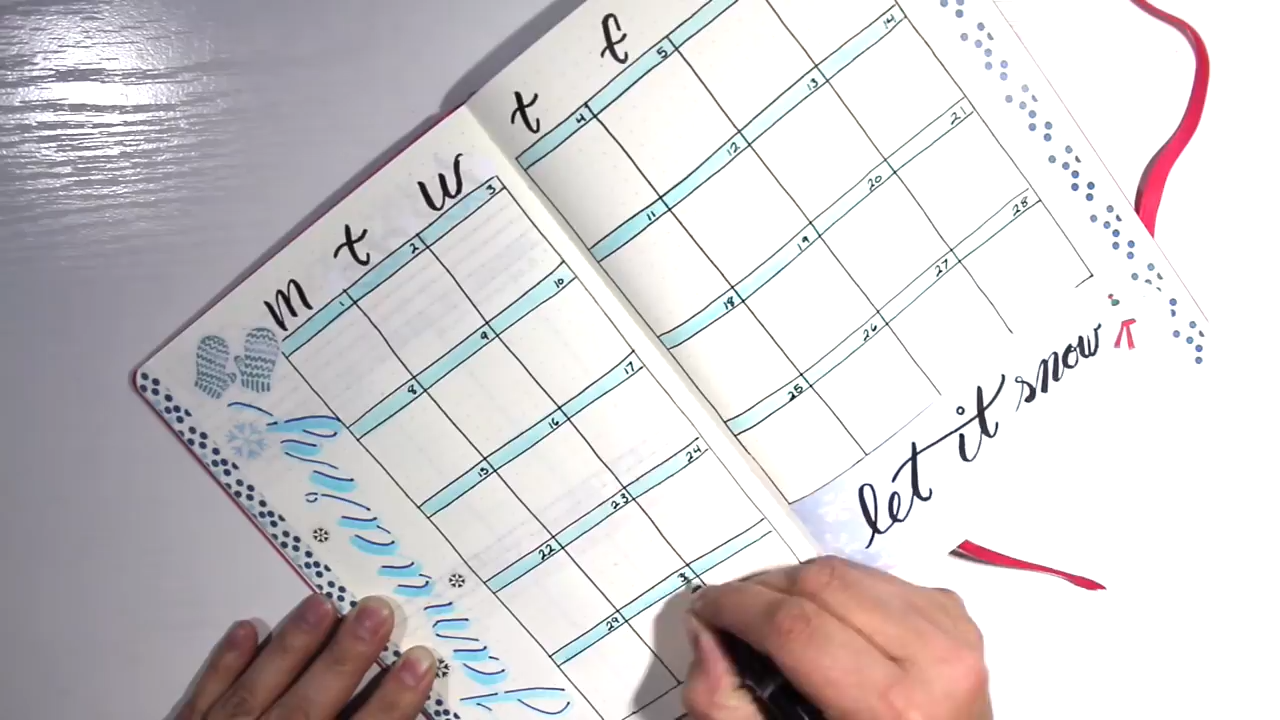 m t w t f
1 2 3 4 5
8 9 10 11 12 13 14
15 16 17 18 19 20 21
22 23 24 25 26 27 28
29 3
January
let it snow